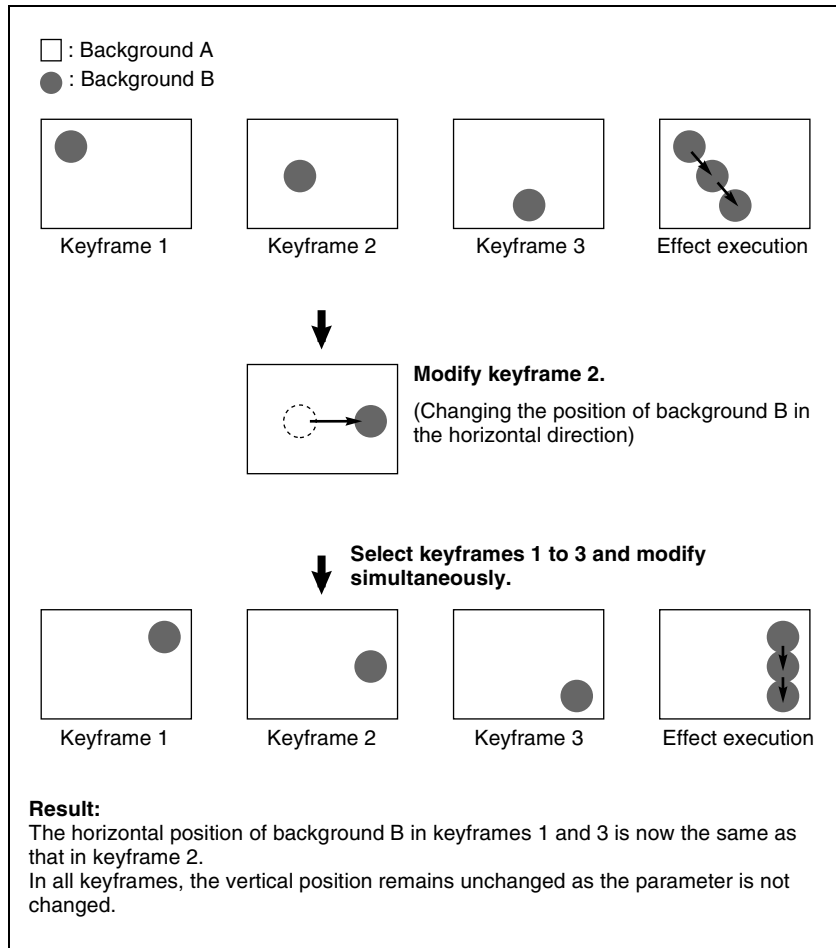 : Background A
: Background B
Keyframe 1
Keyframe 2
Keyframe 3
Effect execution
Modify keyframe 2.
(Changing the position of background B in
the horizontal direction)
Select keyframes 1 to 3 and modify
simultaneously.
Keyframe 1
Keyframe 2
Keyframe 3
Effect execution
Result:
The horizontal position of background B in keyframes 1 and 3 is now the same as
that in keyframe 2.
In all keyframes, the vertical position remains unchanged as the parameter is not
changed.